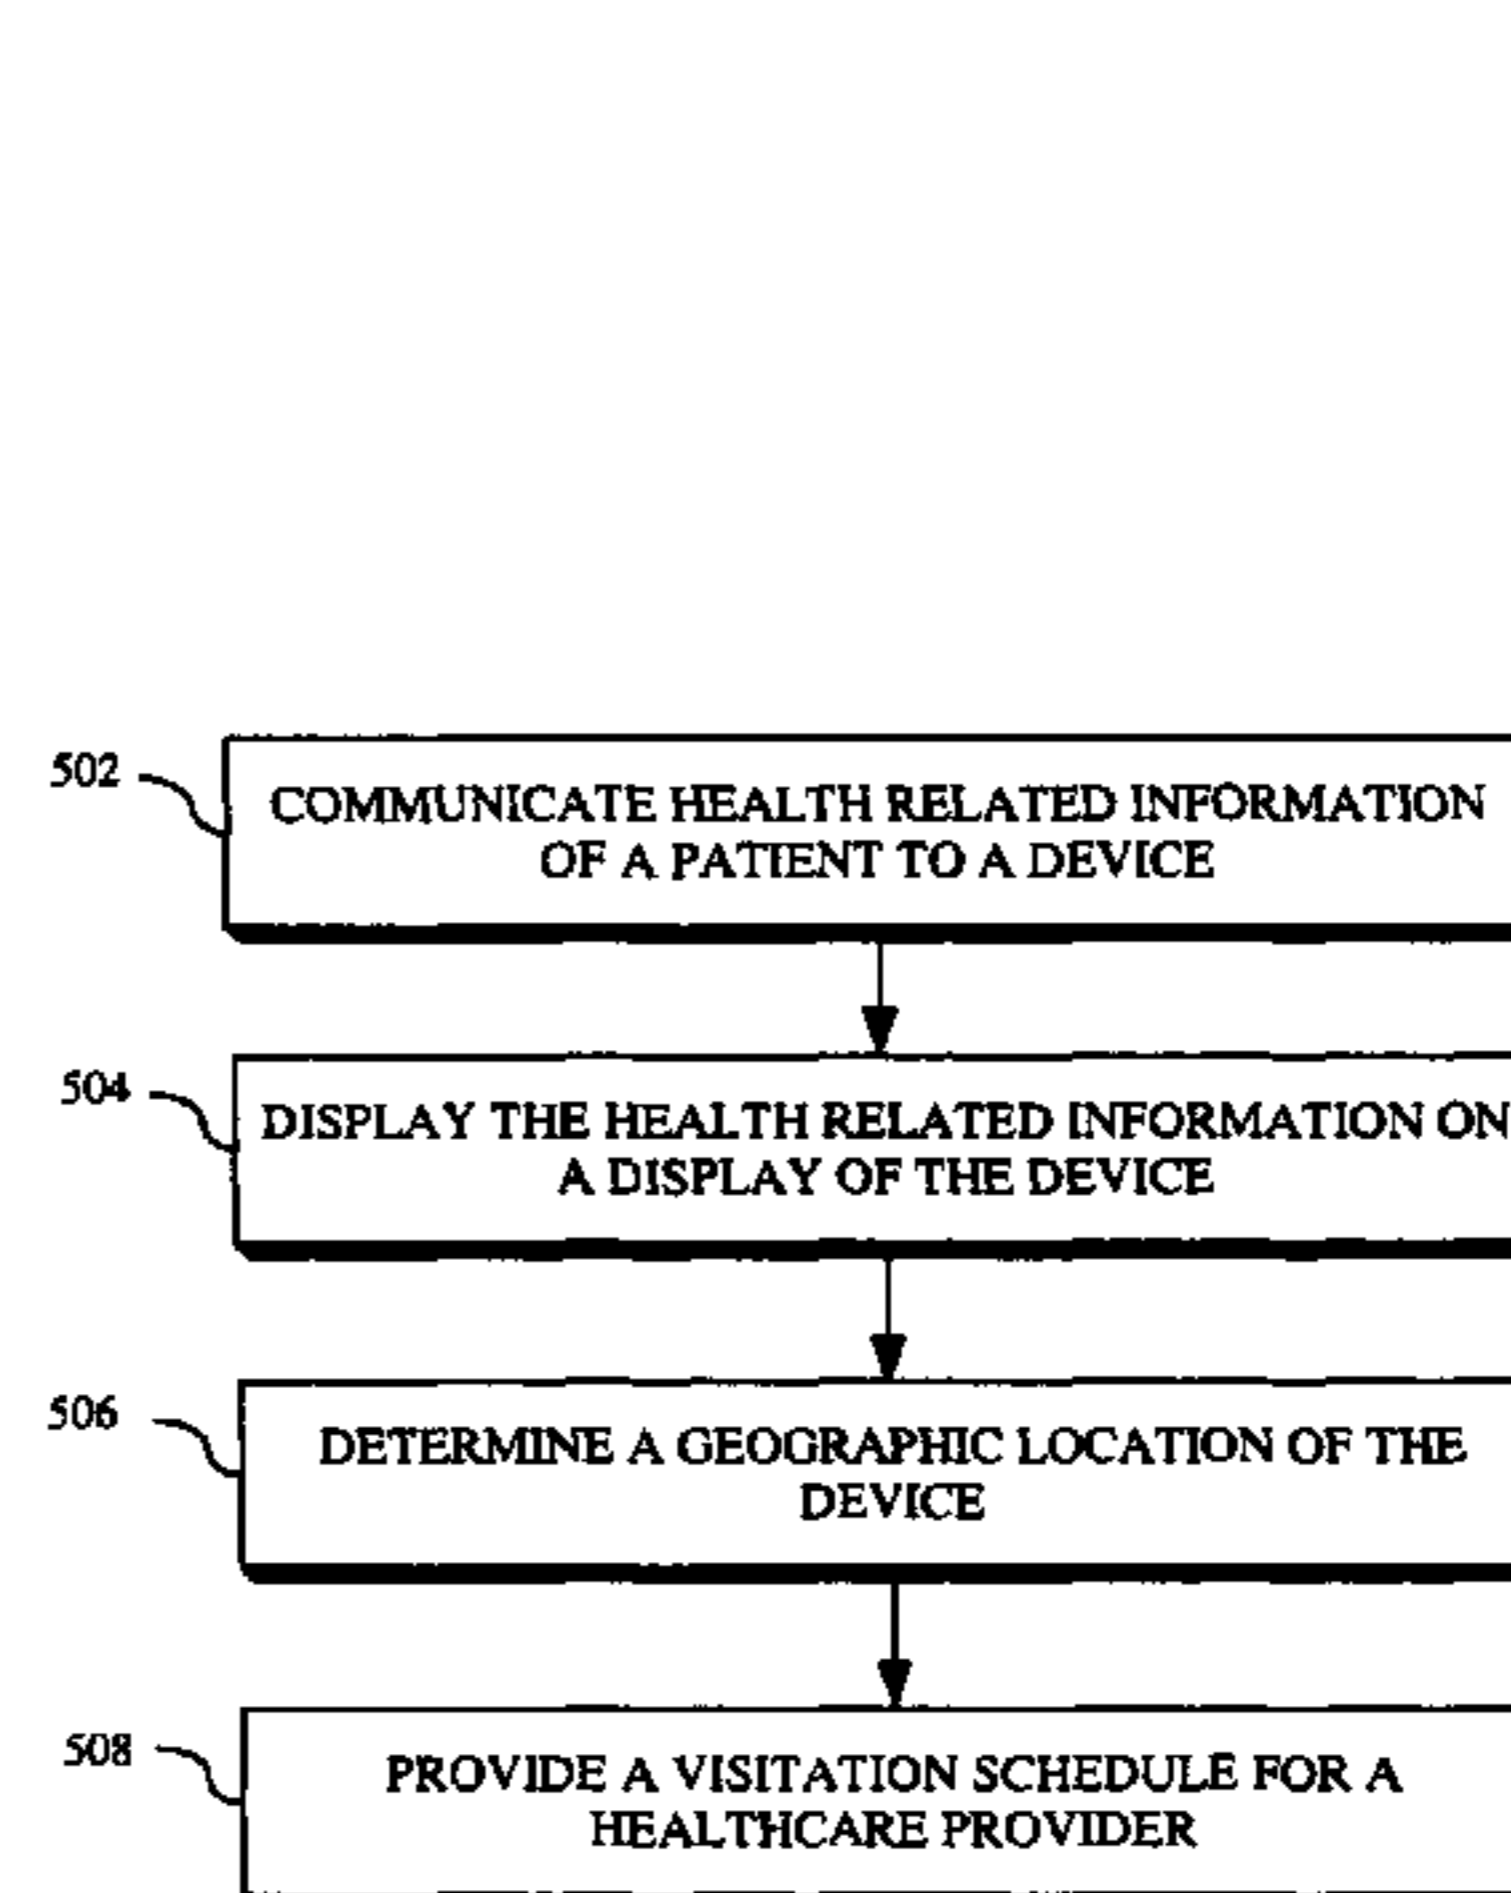 502
COMMUNICATE HEALTH RELATED INFORMATION
OF A PATIENT TO A DEVICE
504
DISPLAY THE HEALTH RELATED INFORMATION ON
A DISPLAY OF THE DEVICE
506
DETERMINE A GEOGRAPHIC LOCATION OF THE
DEVICE
508
PROVIDE A VISITATION SCHEDULE FOR A
HEALTHCARE PROVIDER